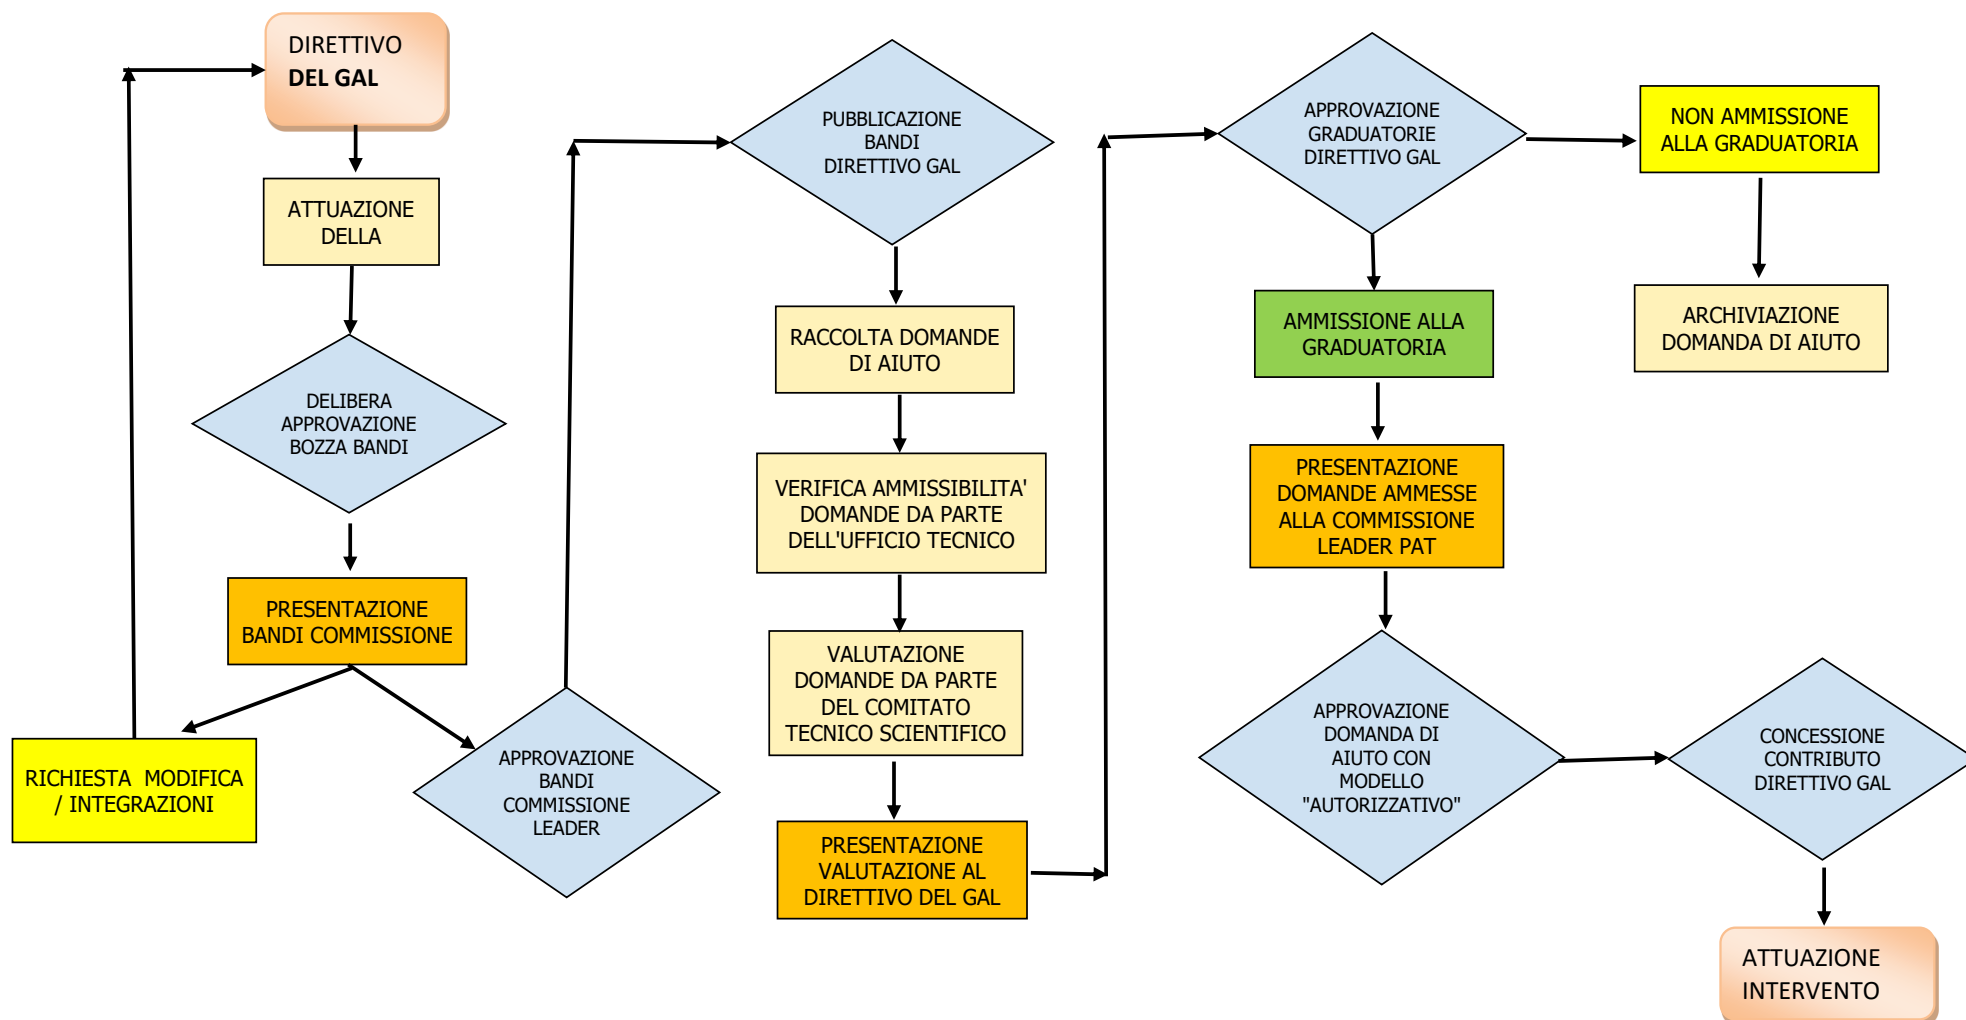 DIRETTIVO
DEL GAL
ATTUAZIONE
DELLA
DELIBERA
APPROVAZIONE
BOZZA BANDI
PRESENTAZIONE
BANDI COMMISSIONE
RICHIESTA  MODIFICA
/ INTEGRAZIONI
APPROVAZIONE
BANDI
COMMISSIONE
LEADER
PUBBLICAZIONE
BANDI
DIRETTIVO GAL
RACCOLTA DOMANDE
DI AIUTO
VERIFICA AMMISSIBILITA'
DOMANDE DA PARTE
DELL'UFFICIO TECNICO
VALUTAZIONE
DOMANDE DA PARTE
DEL COMITATO
TECNICO SCIENTIFICO
PRESENTAZIONE
VALUTAZIONE AL
DIRETTIVO DEL GAL
APPROVAZIONE
GRADUATORIE
DIRETTIVO GAL
NON AMMISSIONE
ALLA GRADUATORIA
ARCHIVIAZIONE
DOMANDA DI AIUTO
AMMISSIONE ALLA
GRADUATORIA
PRESENTAZIONE
DOMANDE AMMESSE
ALLA COMMISSIONE
LEADER PAT
APPROVAZIONE
DOMANDA DI
AIUTO CON
MODELLO
"AUTORIZZATIVO"
CONCESSIONE
CONTRIBUTO
DIRETTIVO GAL
ATTUAZIONE
INTERVENTO